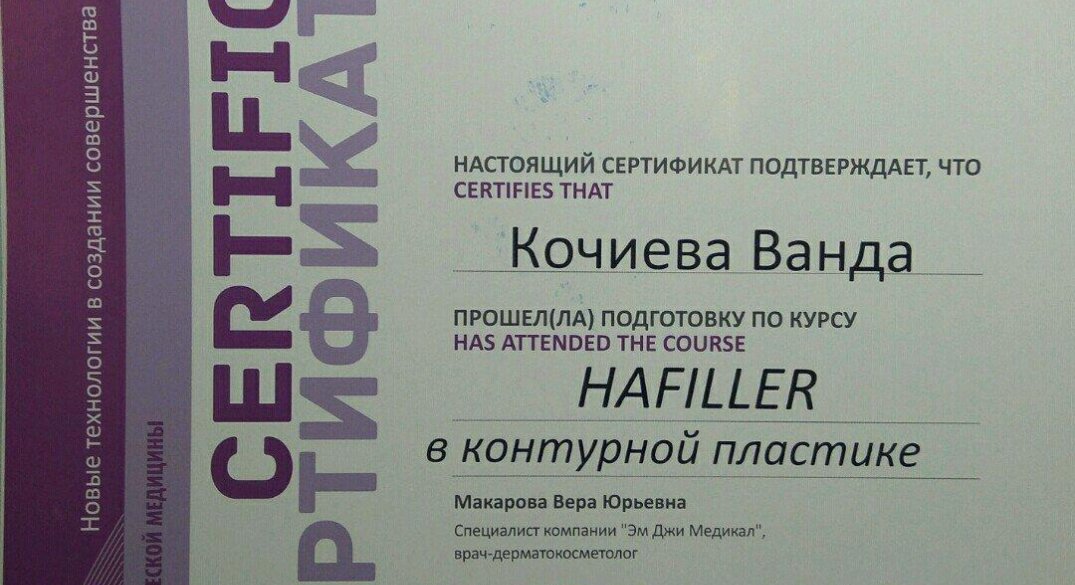 Новые технологии в создании совершенства
ЕСКОЙ МЕДИЦИНЫ
CERTIFIC
РТИФИКАТ
НАСТОЯЩИЙ СЕРТИФИКАТ ПОДТВЕРЖДАЕТ, ЧТО
CERTIFIES THAT
Кочиева Ванда
ПРОШЕЛ(ЛА) ПОДГОТОВКУ ПО КУРСУ
HAS ATTENDED THE COURSE
HAFILLER
в контурной пластике
Макарова Вера Юрьевна
Специалист компании "Эм Джи Медикал",
врач-дерматокосметолог